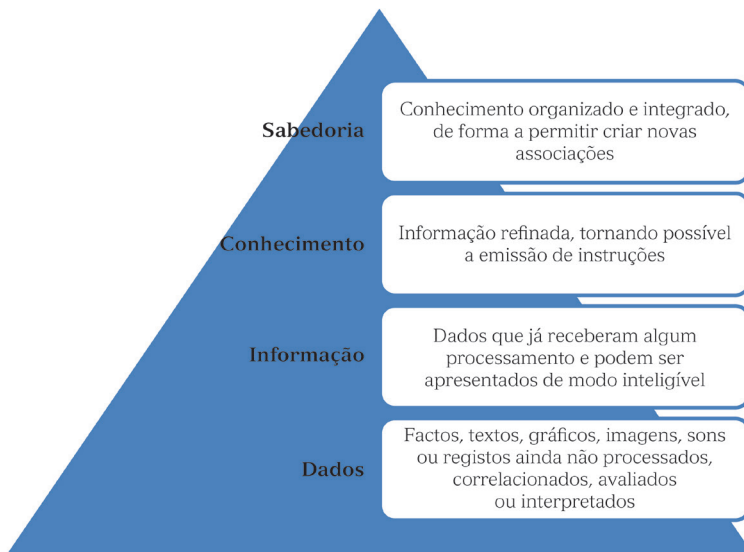 Sabedoria
Conhecimento organizado e integrado,
de forma a permitir criar novas
associações
Conhecimento
Informação refinada, tornando possível
a emissão de instruções
Informação
Dados que já receberam algum
processamento e podem ser
apresentados de modo inteligível
Dados
Factos, textos, gráficos, imagens, sons
ou registos ainda não processados,
correlacionados, avaliados
ou interpretados